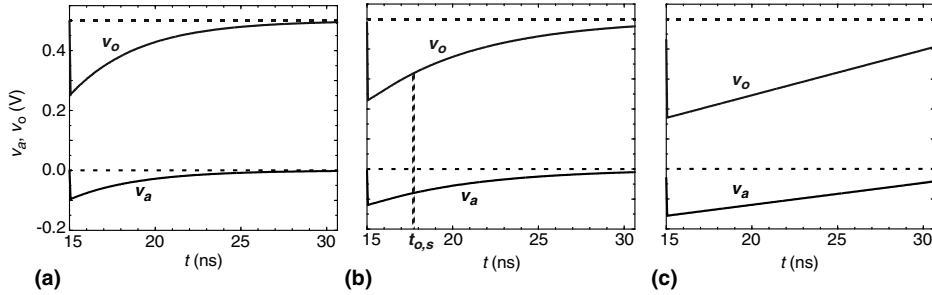 v_a, v_o (V)
0.4
0.2
0.0
-0.2
v_o
v_a
15 20 25 30
t (ns)
(a)
v_o
v_a
15 t_{o,s} 20 25 30
t (ns)
(b)
v_o
v_a
15 20 25 30
t (ns)
(c)